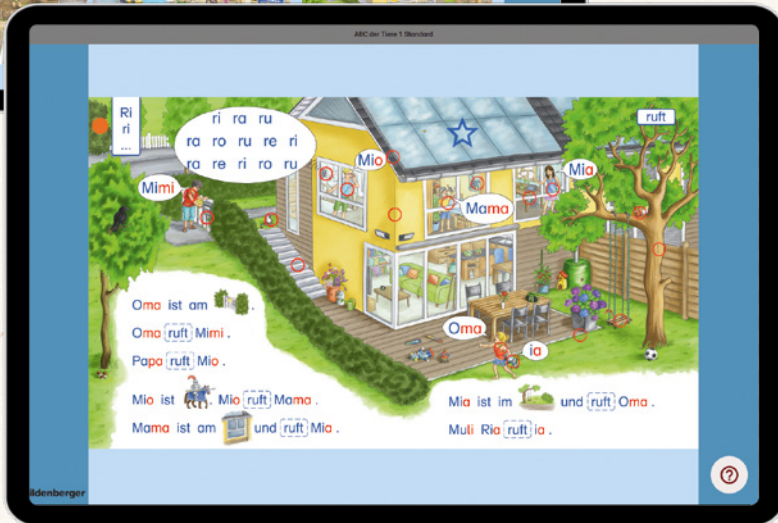 ABC der Tiere 1 Standard
Ri
ri
...
ri ra ru
ra ro ru re ri
ra re ri ro ru
ruft
Mio
Mia
Mimi
Mama
Oma ist am .
Oma ruft Mimi .
Papa ruft Mio .
Mio ist . Mio ruft Mama .
Mama ist am und ruft Mia .
Oma
ia
Mia ist im und ruft Oma .
Muli Ria ruft ia .
ildenberger
?